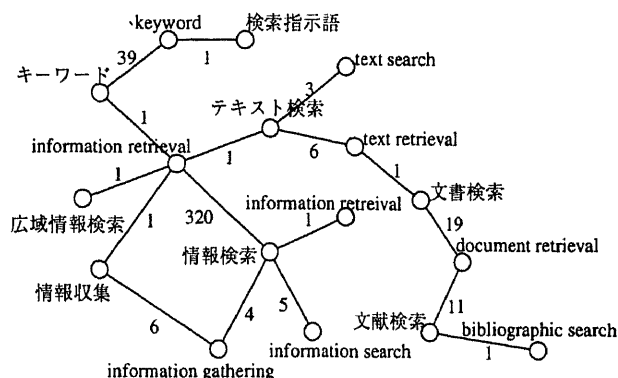 keyword
検索指示語
39
1
キーワード
text search
3
テキスト検索
1
information retrieval
1
6
text retrieval
1
1
文書検索
広域情報検索
1
320
information retreival
1
19
情報検索
document retrieval
情報収集
4
5
11
6
文献検索
bibliographic search
information search
1
information gathering